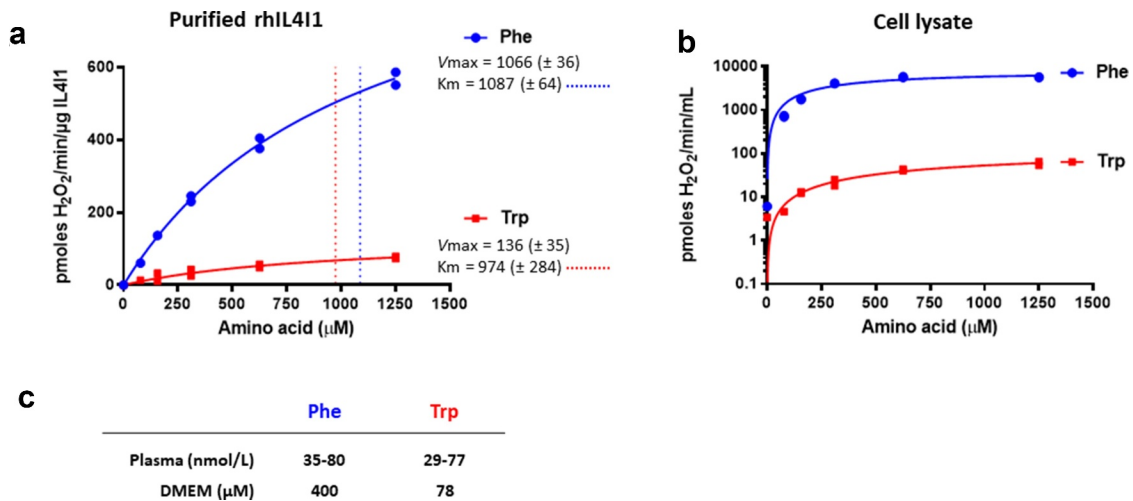 a
Purified rhIL4I1
pmoles H₂O₂/min/µg IL4I1
600
400
200
0
0 250 500 750 1000 1250 1500
Amino acid (µM)
Phe
Vmax = 1066 (± 36)
Km = 1087 (± 64)
Trp
Vmax = 136 (± 35)
Km = 974 (± 284)
b
Cell lysate
pmoles H₂O₂/min/mL
10000
1000
100
10
1
0.1
0 250 500 750 1000 1250 1500
Amino acid (µM)
Phe
Trp
c
Phe Trp
Plasma (nmol/L) 35-80 29-77
DMEM (µM) 400 78